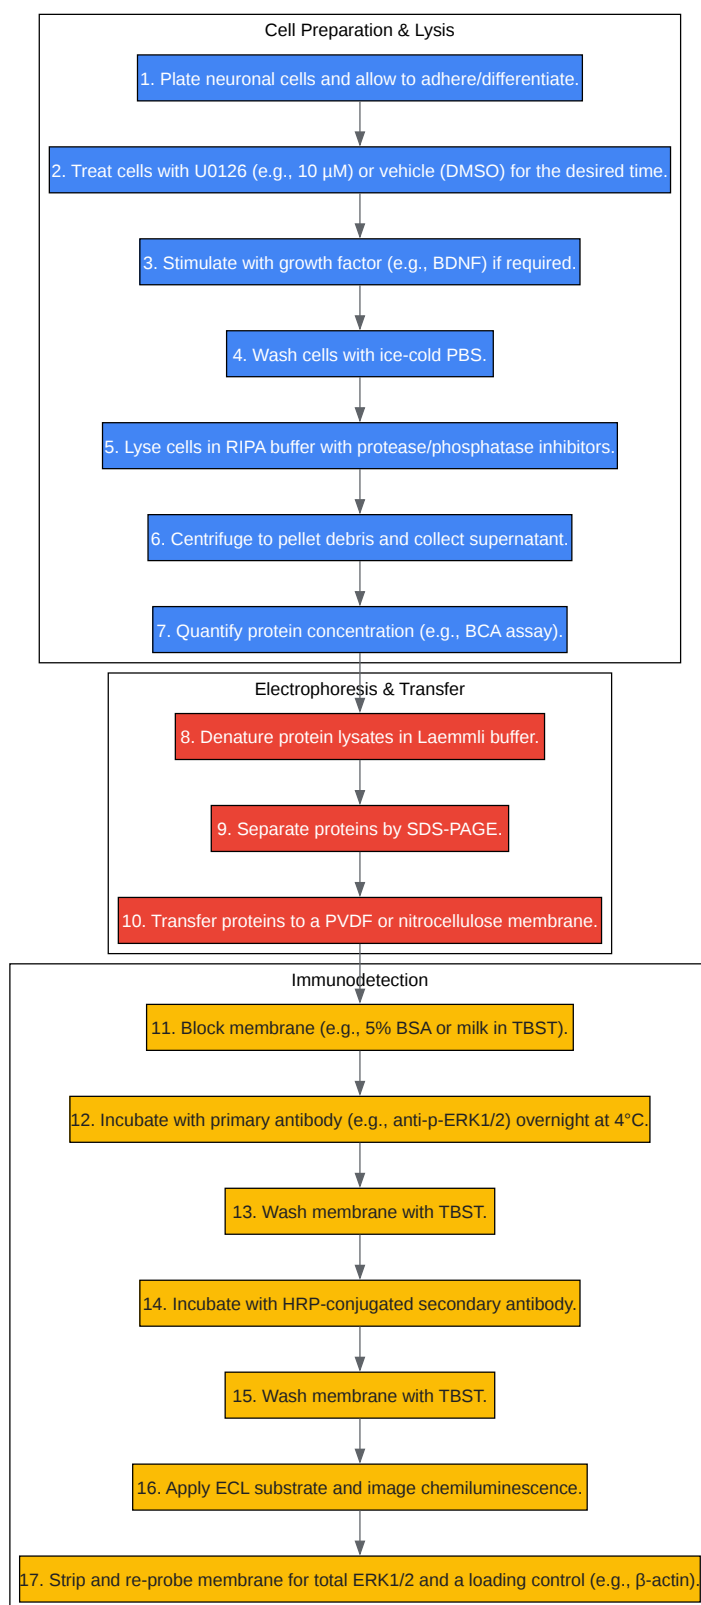 Cell Preparation & Lysis
1. Plate neuronal cells and allow to adhere/differentiate.
2. Treat cells with U0126 (e.g., 10 µM) or vehicle (DMSO) for the desired time.
3. Stimulate with growth factor (e.g., BDNF) if required.
4. Wash cells with ice-cold PBS.
5. Lyse cells in RIPA buffer with protease/phosphatase inhibitors.
6. Centrifuge to pellet debris and collect supernatant.
7. Quantify protein concentration (e.g., BCA assay).
Electrophoresis & Transfer
8. Denature protein lysates in Laemmli buffer.
9. Separate proteins by SDS-PAGE.
10. Transfer proteins to a PVDF or nitrocellulose membrane.
Immunodetection
11. Block membrane (e.g., 5% BSA or milk in TBST).
12. Incubate with primary antibody (e.g., anti-p-ERK1/2) overnight at 4°C.
13. Wash membrane with TBST.
14. Incubate with HRP-conjugated secondary antibody.
15. Wash membrane with TBST.
16. Apply ECL substrate and image chemiluminescence.
17. Strip and re-probe membrane for total ERK1/2 and a loading control (e.g., β-actin).